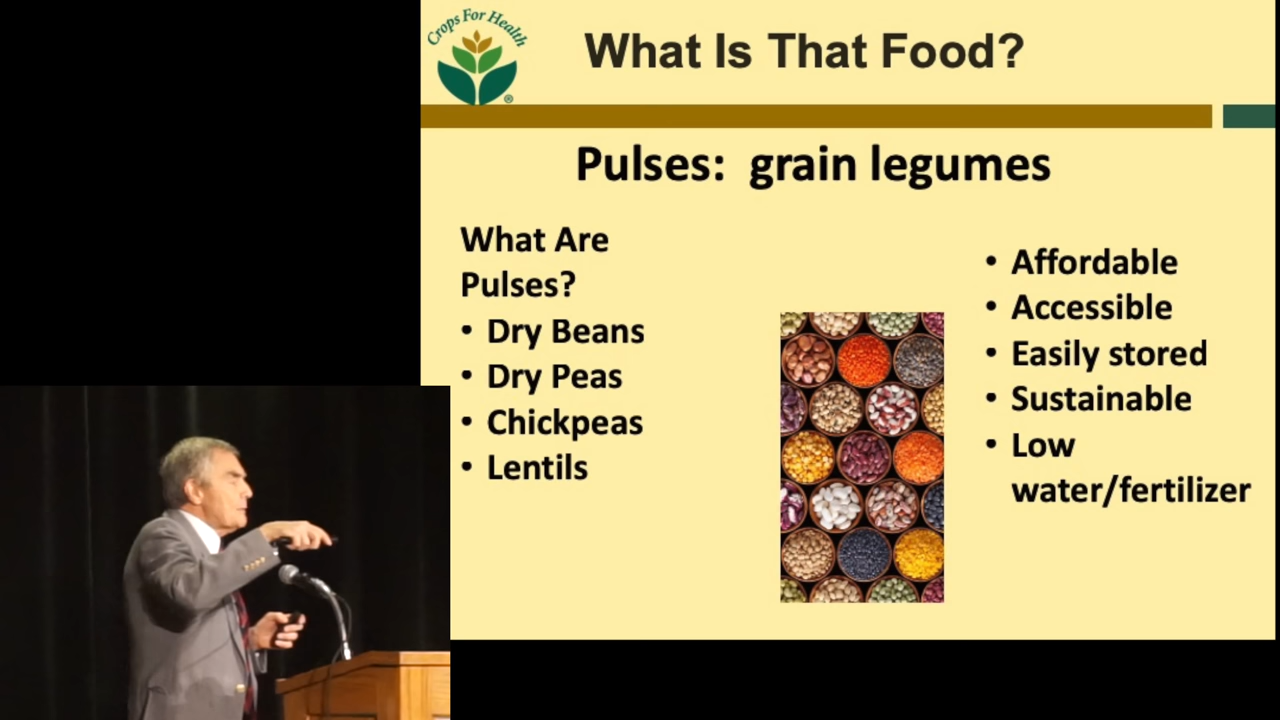 Crops For Health
®
What Is That Food?
Pulses: grain legumes
What Are
Pulses?
• Dry Beans
• Dry Peas
• Chickpeas
• Lentils
• Affordable
• Accessible
• Easily stored
• Sustainable
• Low
water/fertilizer